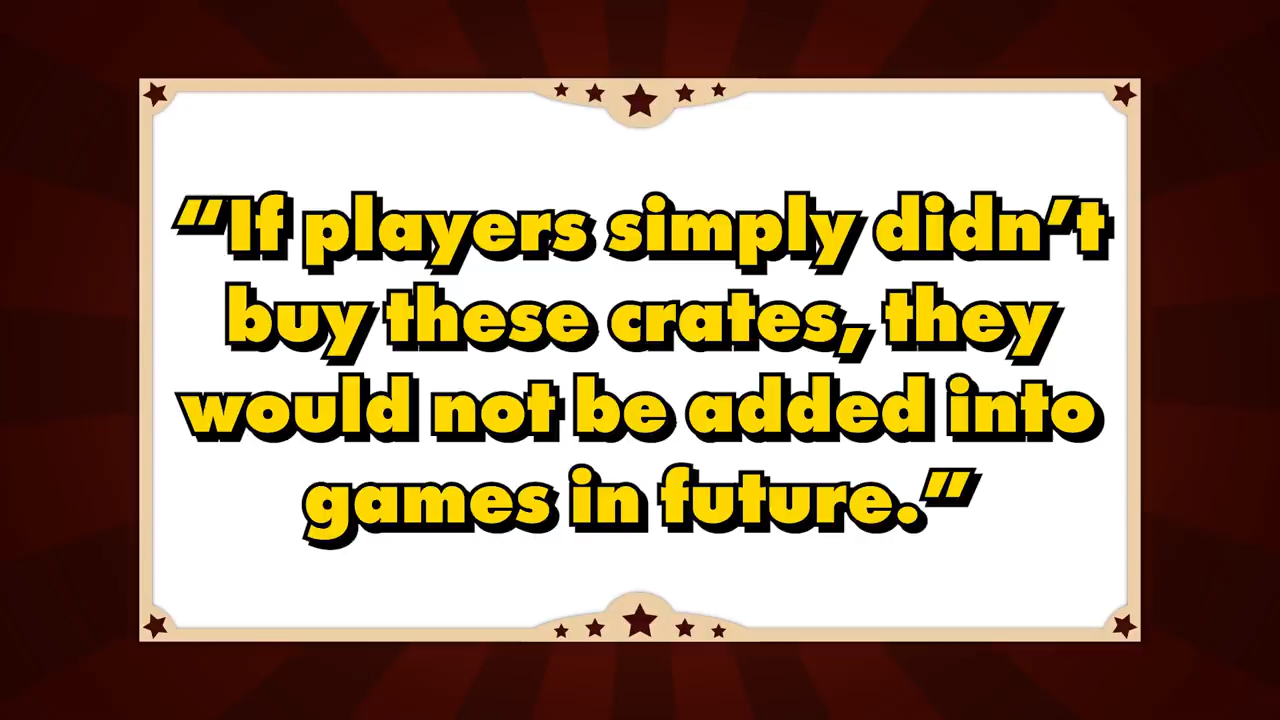 “If players simply didn’t
buy these crates, they
would not be added into
games in future.”